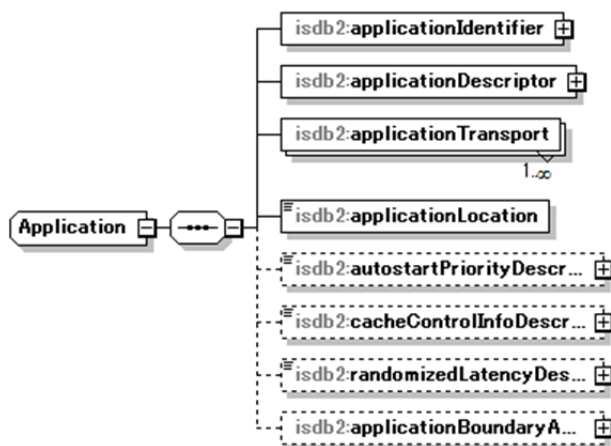 isdb2:applicationIdentifier
isdb2:applicationDescriptor
isdb2:applicationTransport
1..∞
Application
isdb2:applicationLocation
isdb2:autostartPriorityDescr...
isdb2:cacheControlInfoDescr...
isdb2:randomizedLatencyDes...
isdb2:applicationBoundaryA...